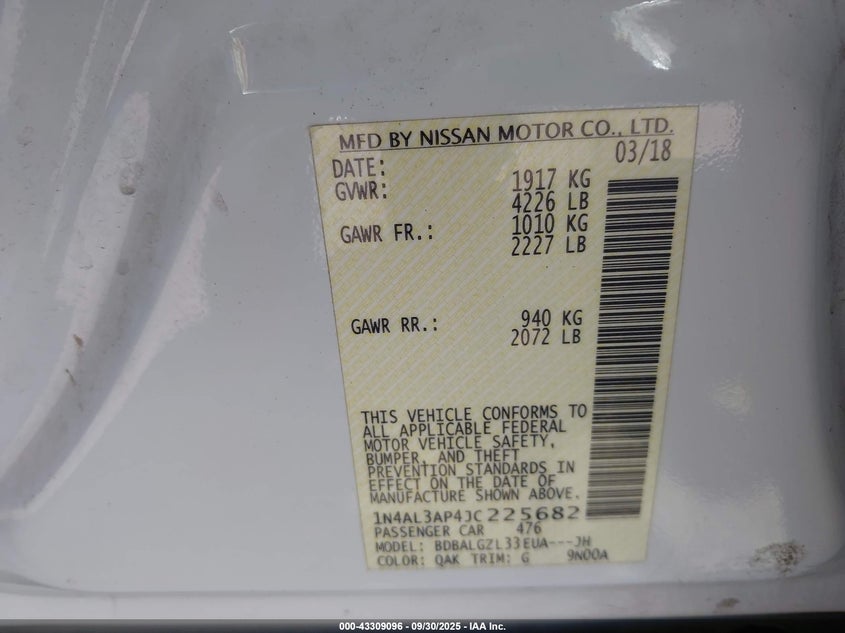 MFD BY NISSAN MOTOR CO., LTD.
DATE: 03/18
GVWR: 1917 KG
4226 LB
GAWR FR.: 1010 KG
2227 LB
GAWR RR.: 940 KG
2072 LB
THIS VEHICLE CONFORMS TO
ALL APPLICABLE FEDERAL
MOTOR VEHICLE SAFETY,
BUMPER, AND THEFT
PREVENTION STANDARDS IN
EFFECT ON THE DATE OF
MANUFACTURE SHOWN ABOVE.
1N4AL3AP4JC225682
PASSENGER CAR 476
MODEL: BDBALGZL33EUA---JH
COLOR: QAK TRIM: G 9N00A
000-43309096 - 09/30/2025 - IAA Inc.